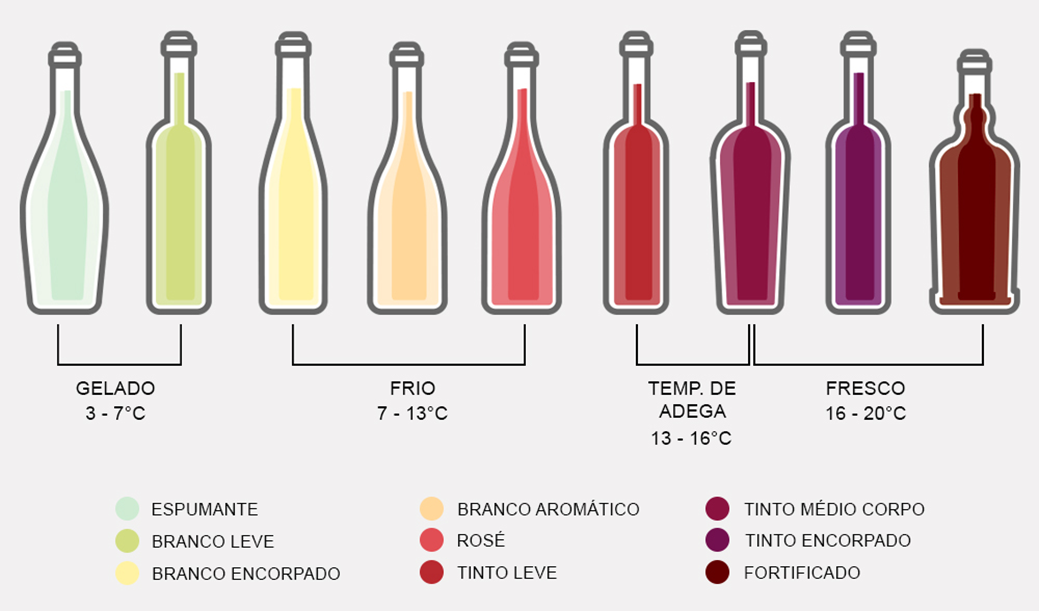 GELADO
3 - 7°C
FRIO
7 - 13°C
TEMP. DE
ADEGA
13 - 16°C
FRESCO
16 - 20°C
ESPUMANTE
BRANCO LEVE
BRANCO ENCORPADO
BRANCO AROMÁTICO
ROSÉ
TINTO LEVE
TINTO MÉDIO CORPO
TINTO ENCORPADO
FORTIFICADO